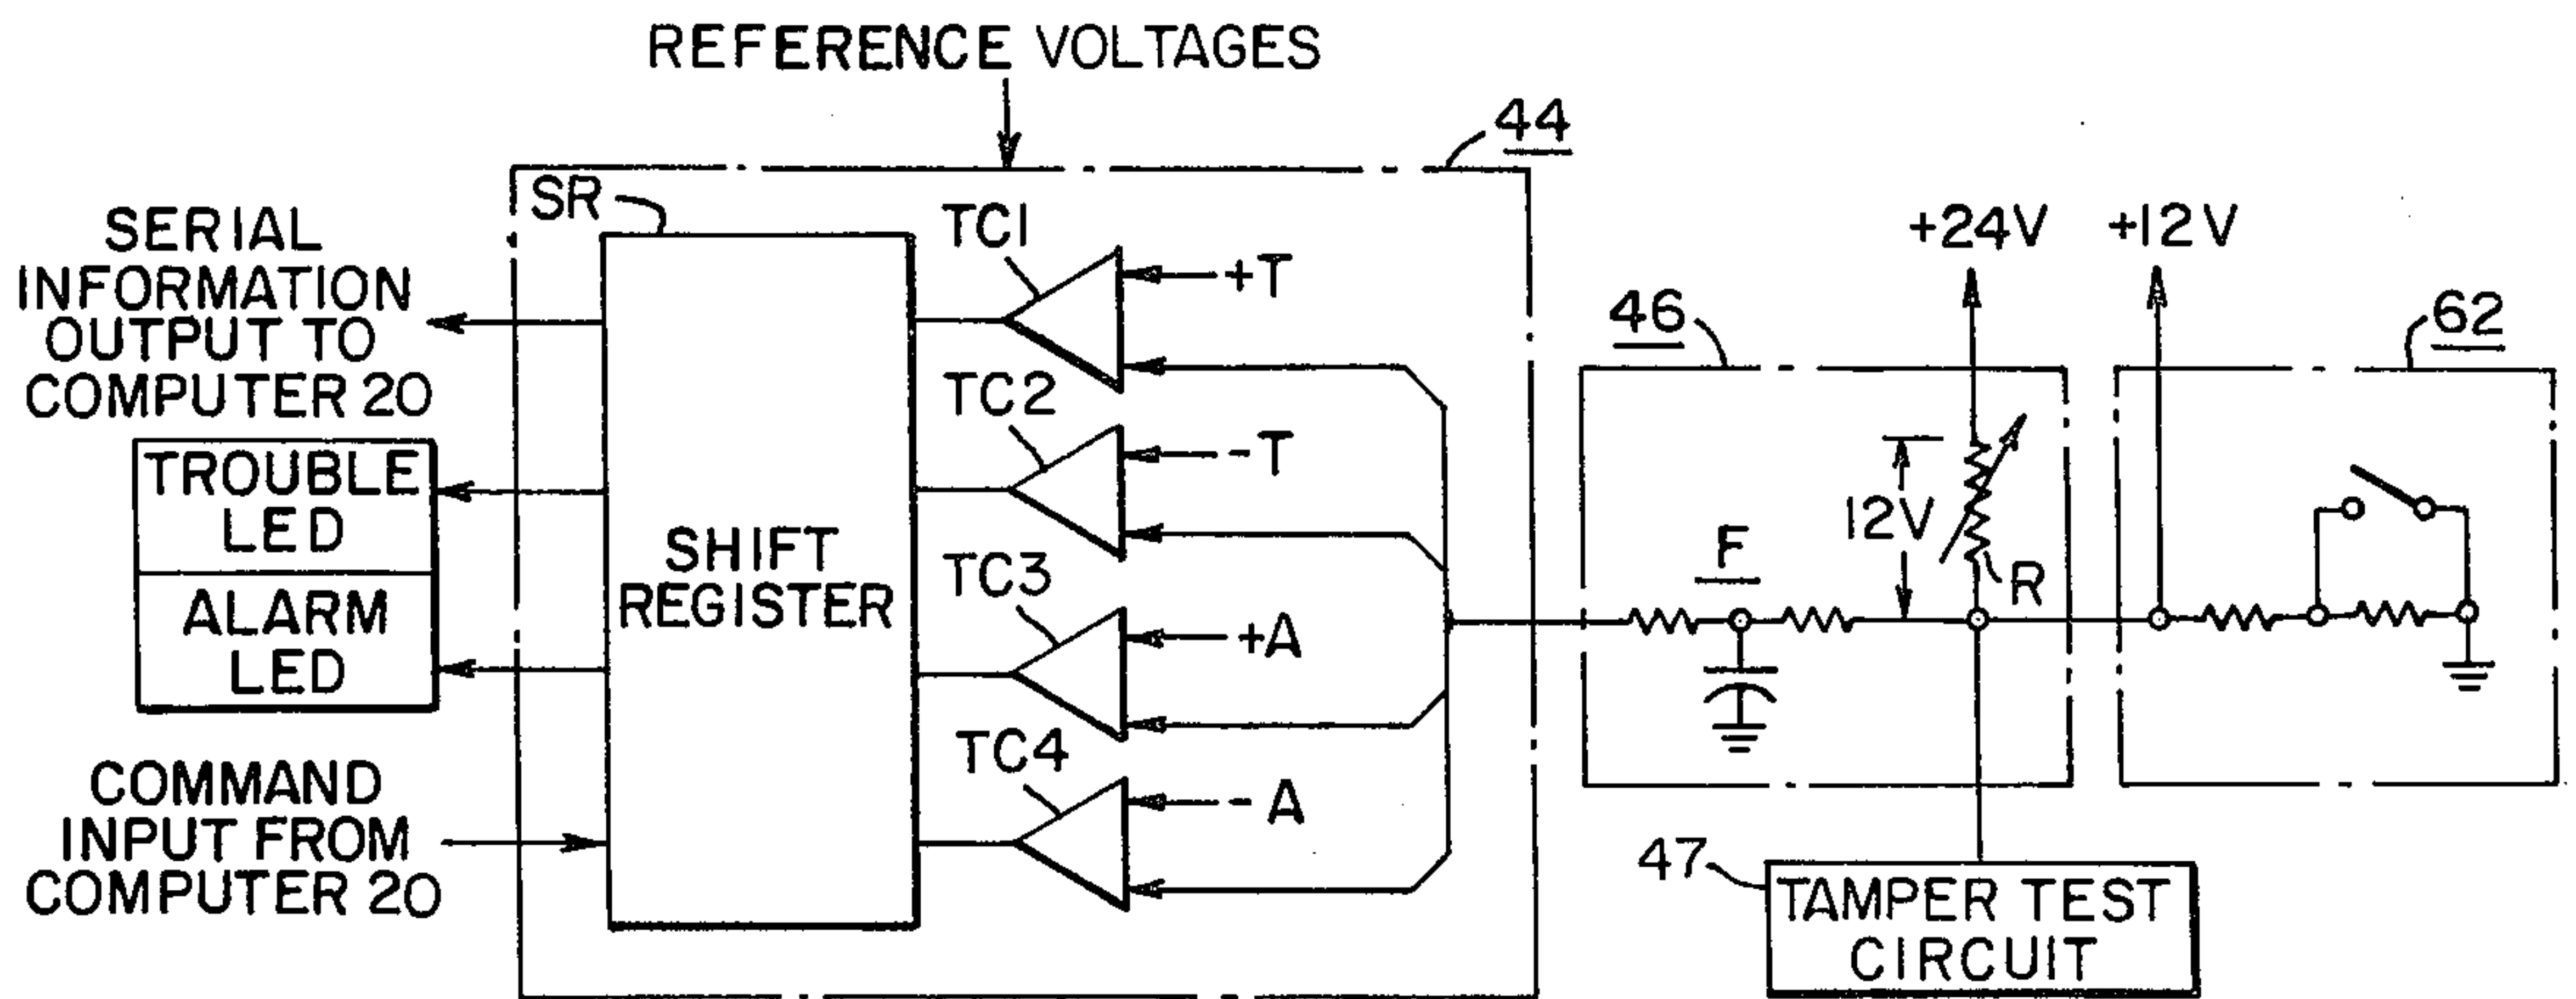 REFERENCE VOLTAGES
44
SR
SERIAL
INFORMATION
OUTPUT TO
COMPUTER 20
TROUBLE
LED
ALARM
LED
COMMAND
INPUT FROM
COMPUTER 20
SHIFT
REGISTER
TC1
+T
TC2
-T
TC3
+A
TC4
-A
46
+24V
+12V
62
12V
F
R
47
TAMPER TEST
CIRCUIT